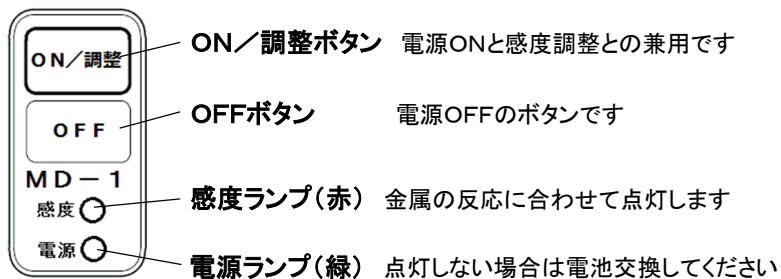 ON／調整
ON／調整ボタン 電源ONと感度調整との兼用です
OFF
OFFボタン 電源OFFのボタンです
MD－1
感度
感度ランプ（赤） 金属の反応に合わせて点灯します
電源
電源ランプ（緑） 点灯しない場合は電池交換してください